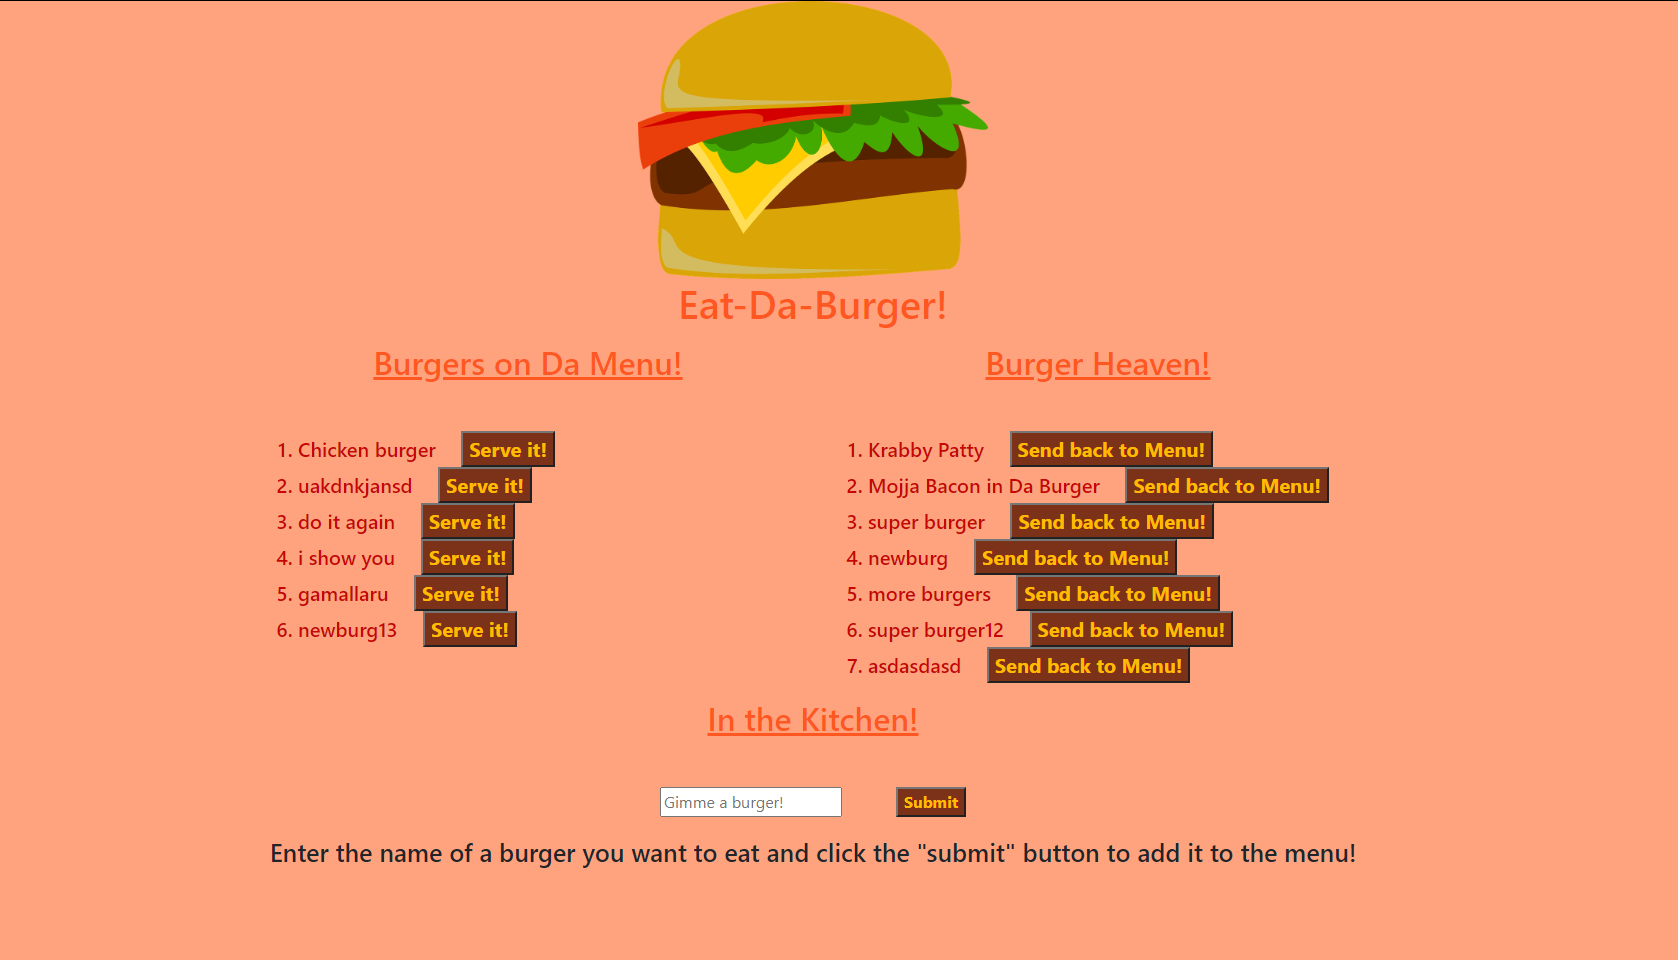 Eat-Da-Burger!
Burgers on Da Menu!
1. Chicken burger Serve it!
2. uakdnkjansd Serve it!
3. do it again Serve it!
4. i show you Serve it!
5. gamallaru Serve it!
6. newburg13 Serve it!
Burger Heaven!
1. Krabby Patty Send back to Menu!
2. Mojja Bacon in Da Burger Send back to Menu!
3. super burger Send back to Menu!
4. newburg Send back to Menu!
5. more burgers Send back to Menu!
6. super burger12 Send back to Menu!
7. asdasdasd Send back to Menu!
In the Kitchen!
Gimme a burger! Submit
Enter the name of a burger you want to eat and click the "submit" button to add it to the menu!